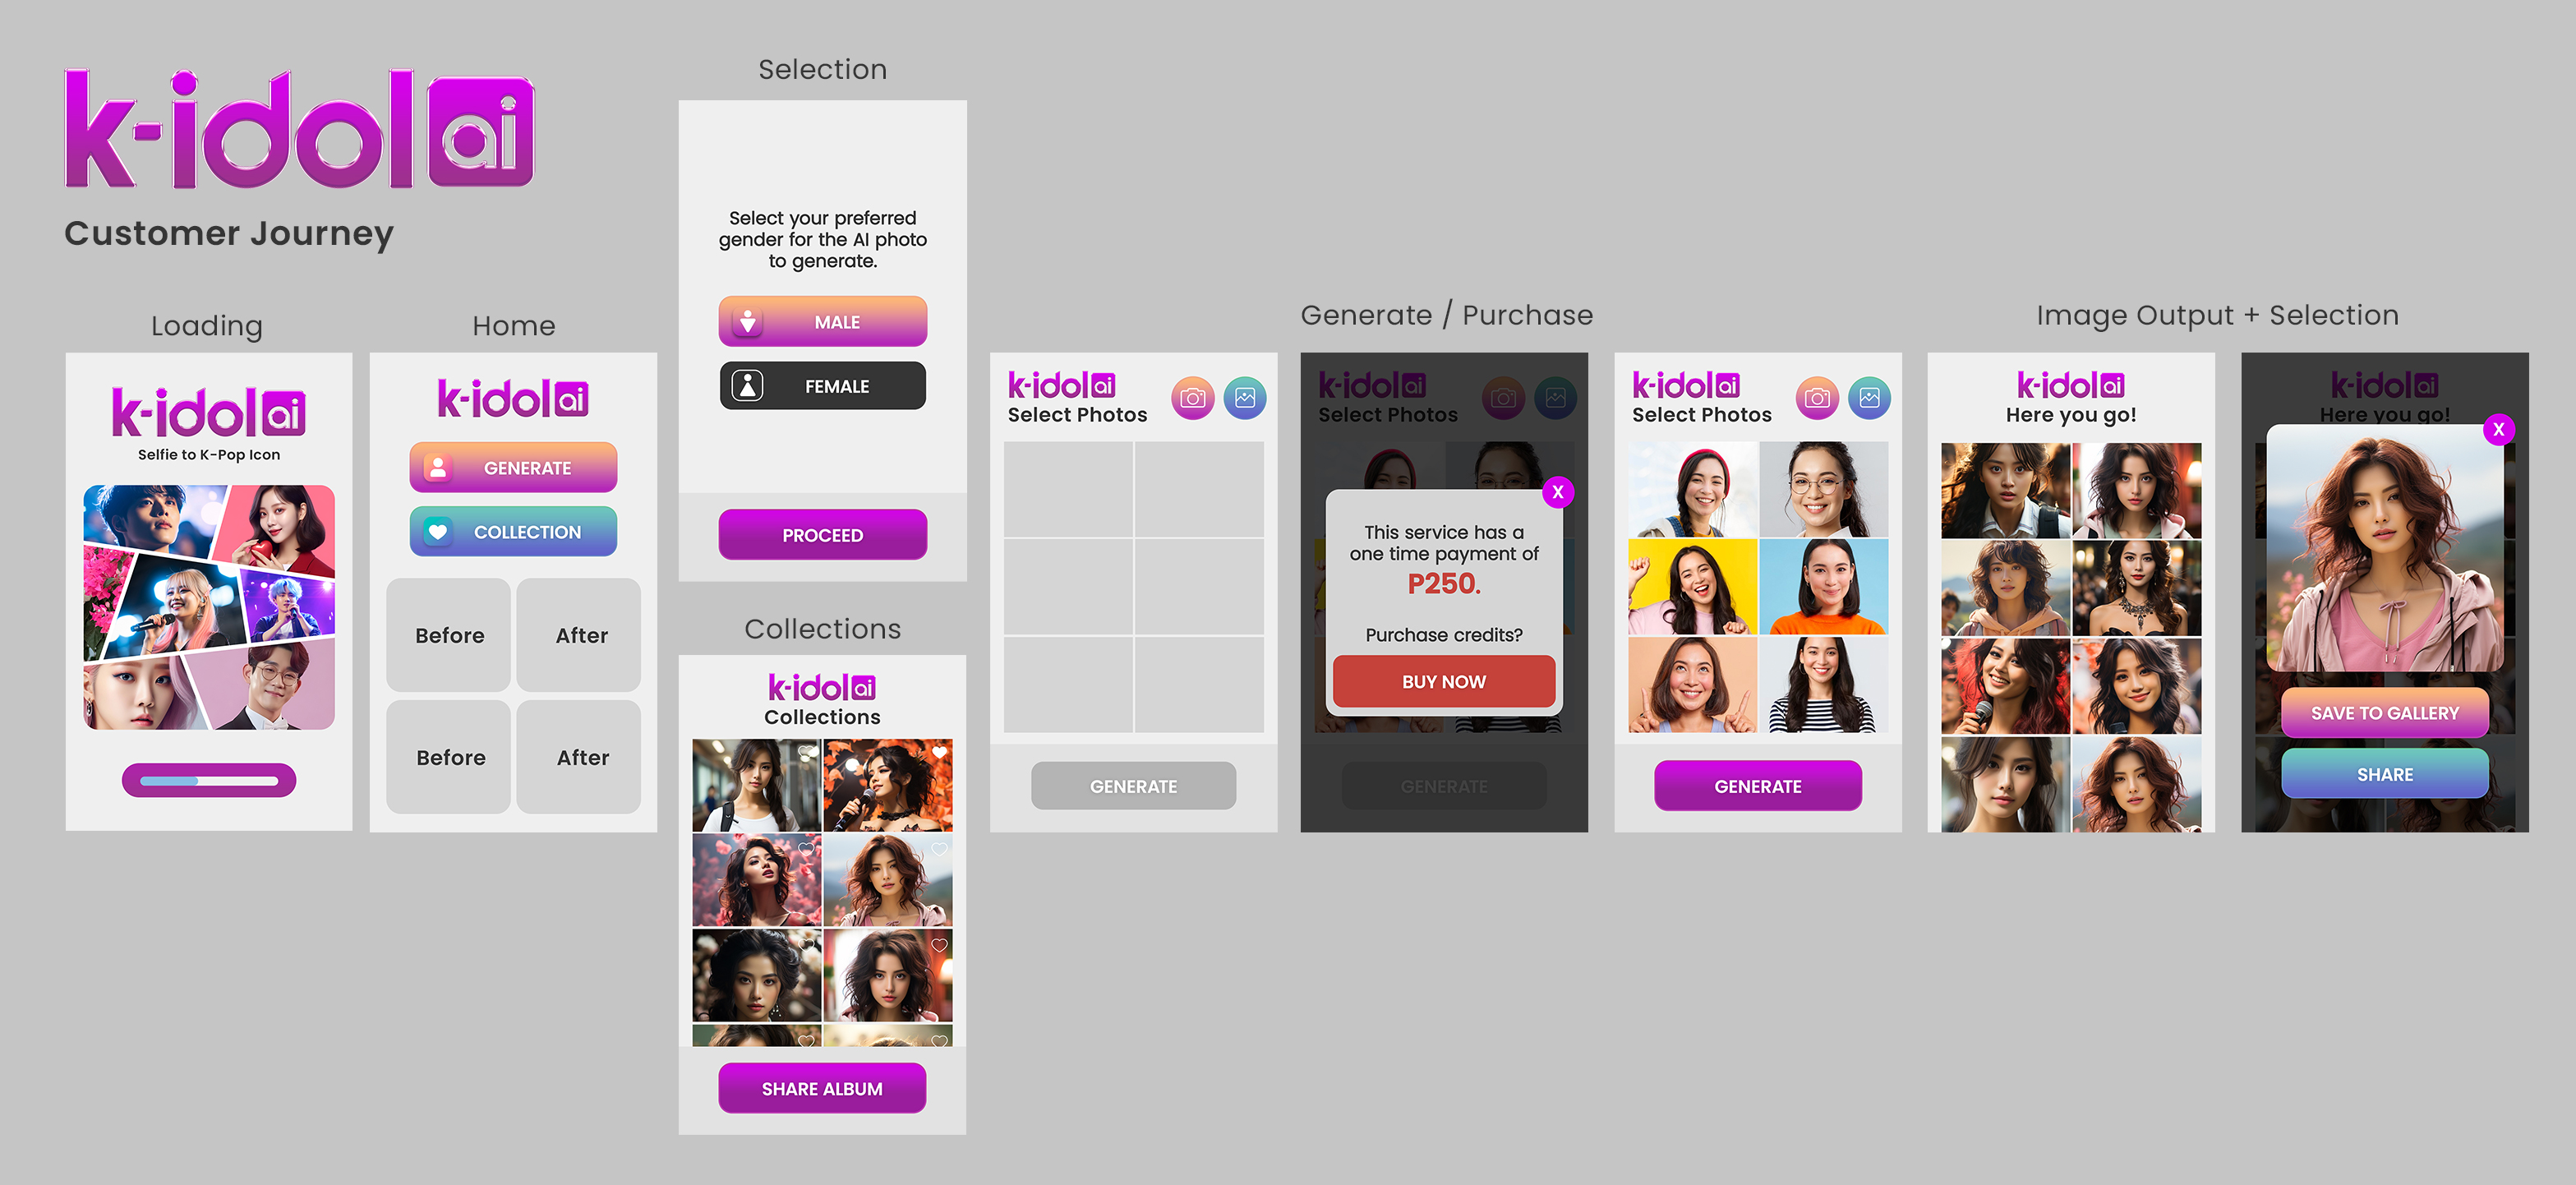 k-idol ai
Customer Journey
Loading
k-idol ai
Selfie to K-Pop Icon
Home
k-idol ai
GENERATE
COLLECTION
Before
After
Before
After
Selection
Select your preferred
gender for the AI photo
to generate.
MALE
FEMALE
PROCEED
Collections
k-idol ai
Collections
SHARE ALBUM
Generate / Purchase
k-idol ai
Select Photos
GENERATE
k-idol ai
Select Photos
X
This service has a
one time payment of
P250.
Purchase credits?
BUY NOW
GENERATE
k-idol ai
Select Photos
GENERATE
Image Output + Selection
k-idol ai
Here you go!
k-idol ai
Here you go!
X
SAVE TO GALLERY
SHARE